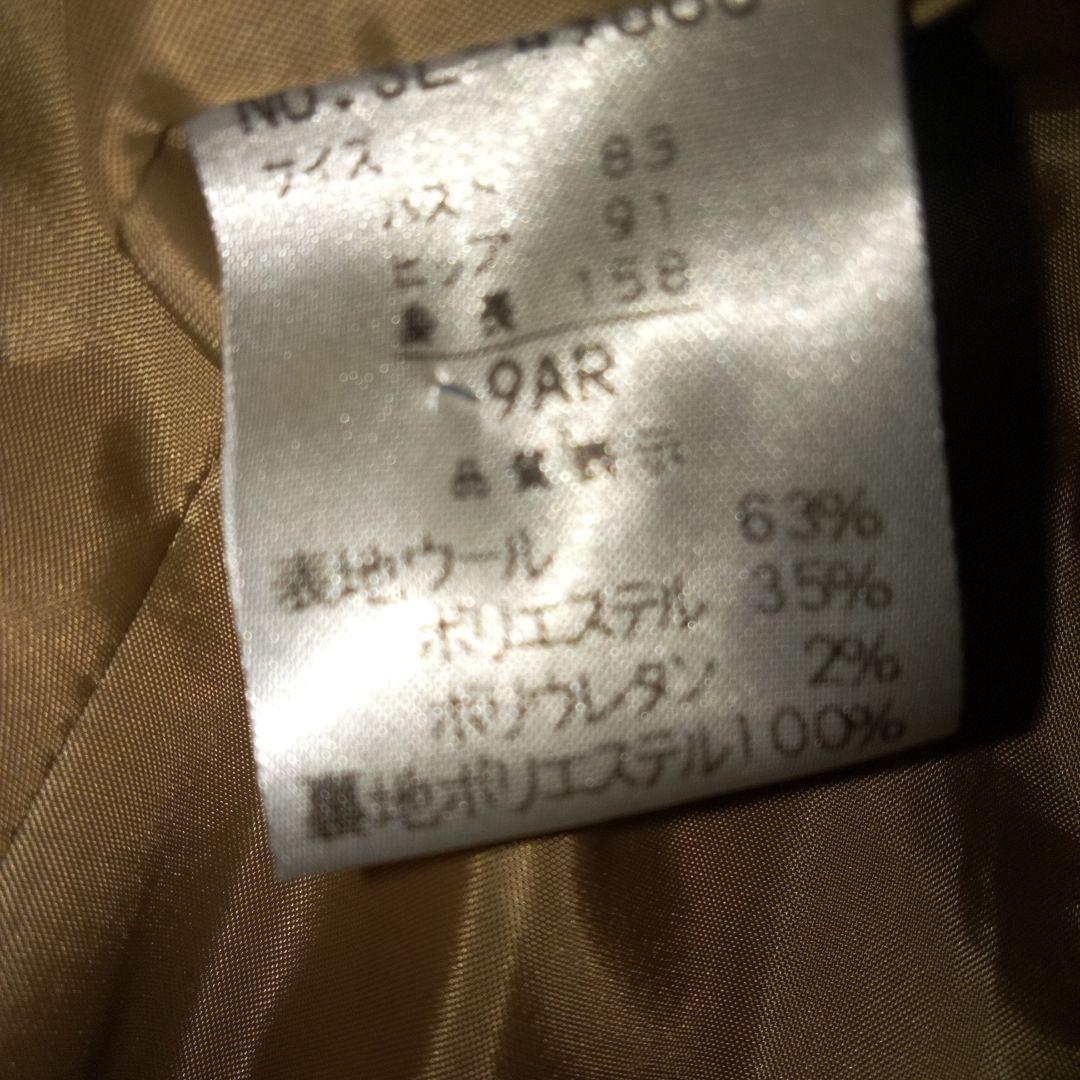 サイズ
バスト 83
ヒップ 91
身長 158
9AR
品質表示
表地ウール 63%
ポリエステル 35%
ポリウレタン 2%
裏地ポリエステル100%